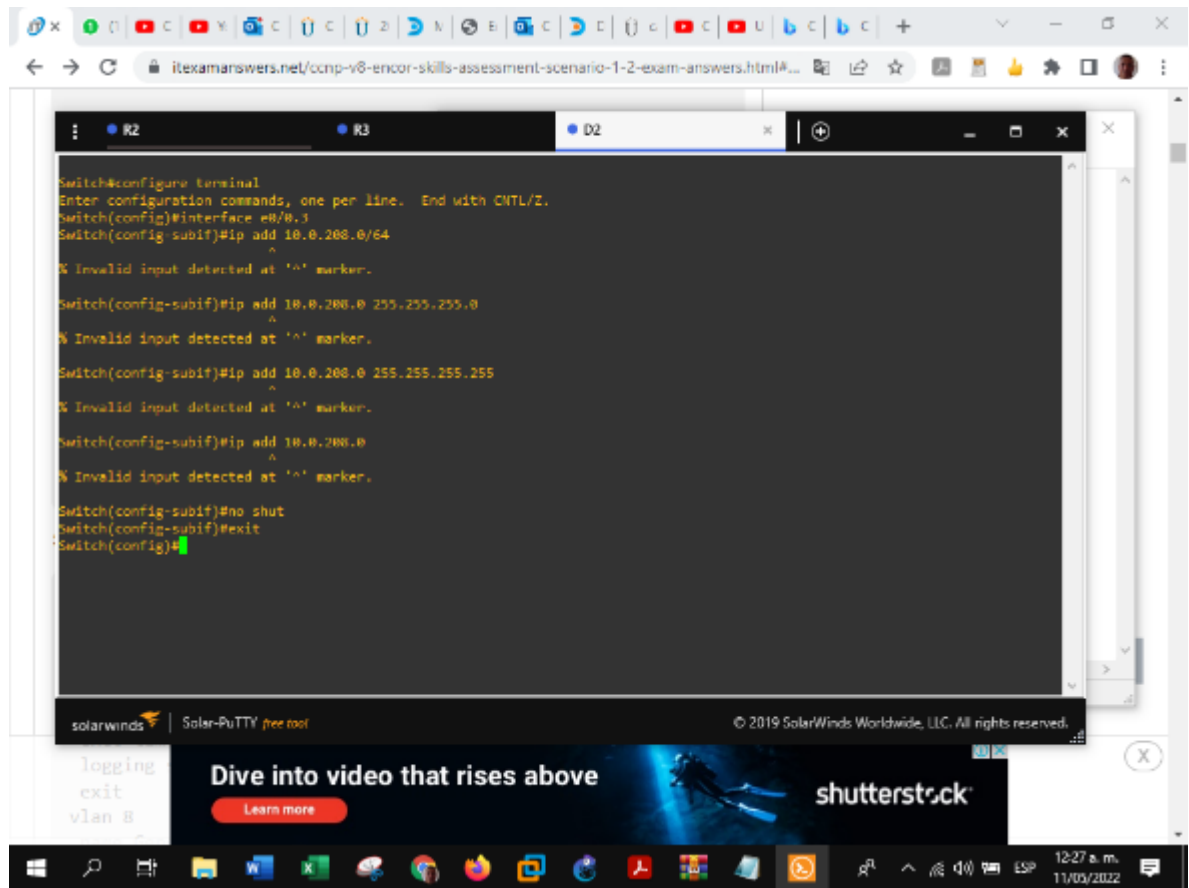 itexamanswers.net/ccnp-v8-encor-skills-assessment-scenario-1-2-exam-answers.html#...
R2
R3
D2
Switch#configure terminal
Enter configuration commands, one per line.  End with CNTL/Z.
Switch(config)#interface e0/0.3
Switch(config-subif)#ip add 10.0.208.0/64
^
% Invalid input detected at '^' marker.
Switch(config-subif)#ip add 10.0.208.0 255.255.255.0
^
% Invalid input detected at '^' marker.
Switch(config-subif)#ip add 10.0.208.0 255.255.255.255
^
% Invalid input detected at '^' marker.
Switch(config-subif)#ip add 10.0.208.0
^
% Invalid input detected at '^' marker.
Switch(config-subif)#no shut
Switch(config-subif)#exit
Switch(config)#
solarwinds
Solar-PuTTY free tool
© 2019 SolarWinds Worldwide, LLC. All rights reserved.
logging
exit
vlan 8
Dive into video that rises above
Learn more
shutterstock
ESP
12:27 a. m.
11/05/2022